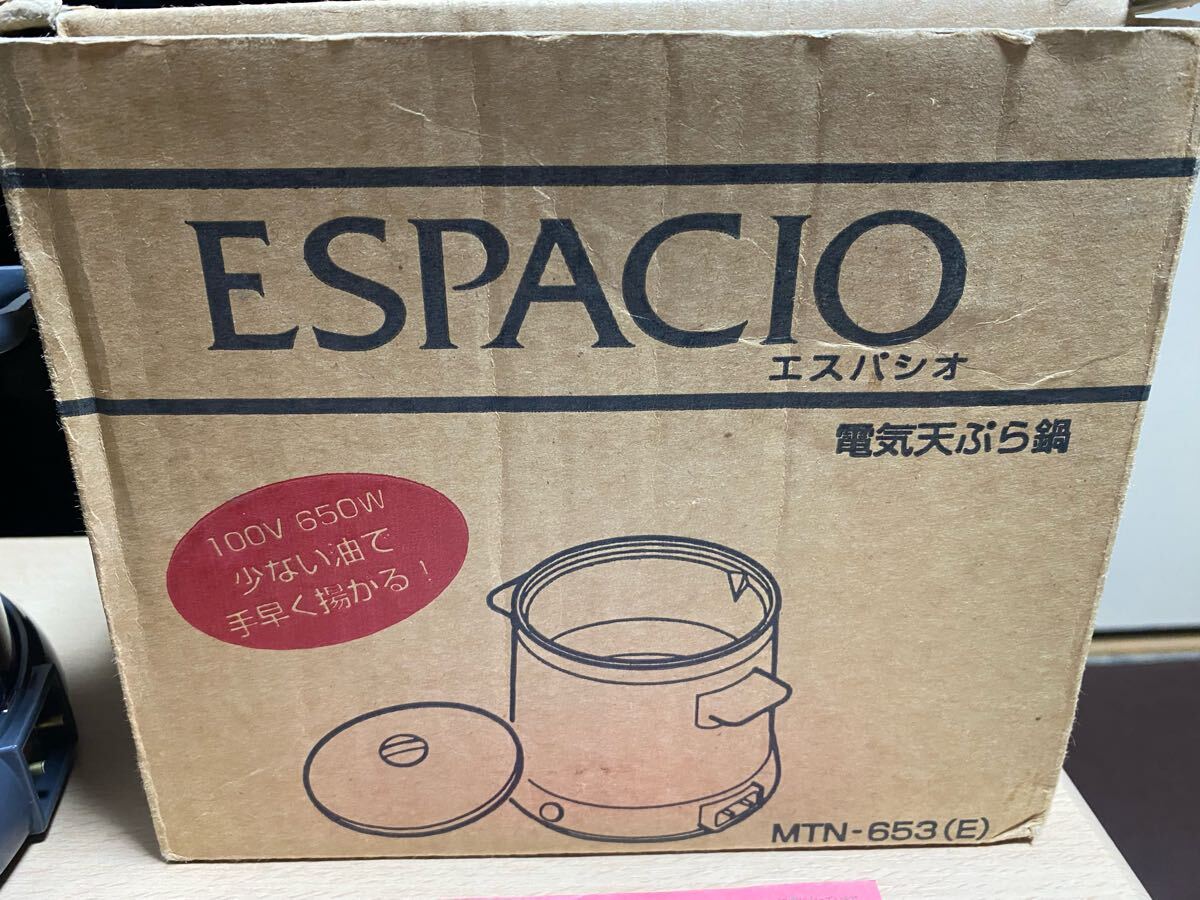 ESPACIO
エスパシオ
電気天ぷら鍋
100V 650W
少ない油で
手早く揚かる!
MTN-653(E)